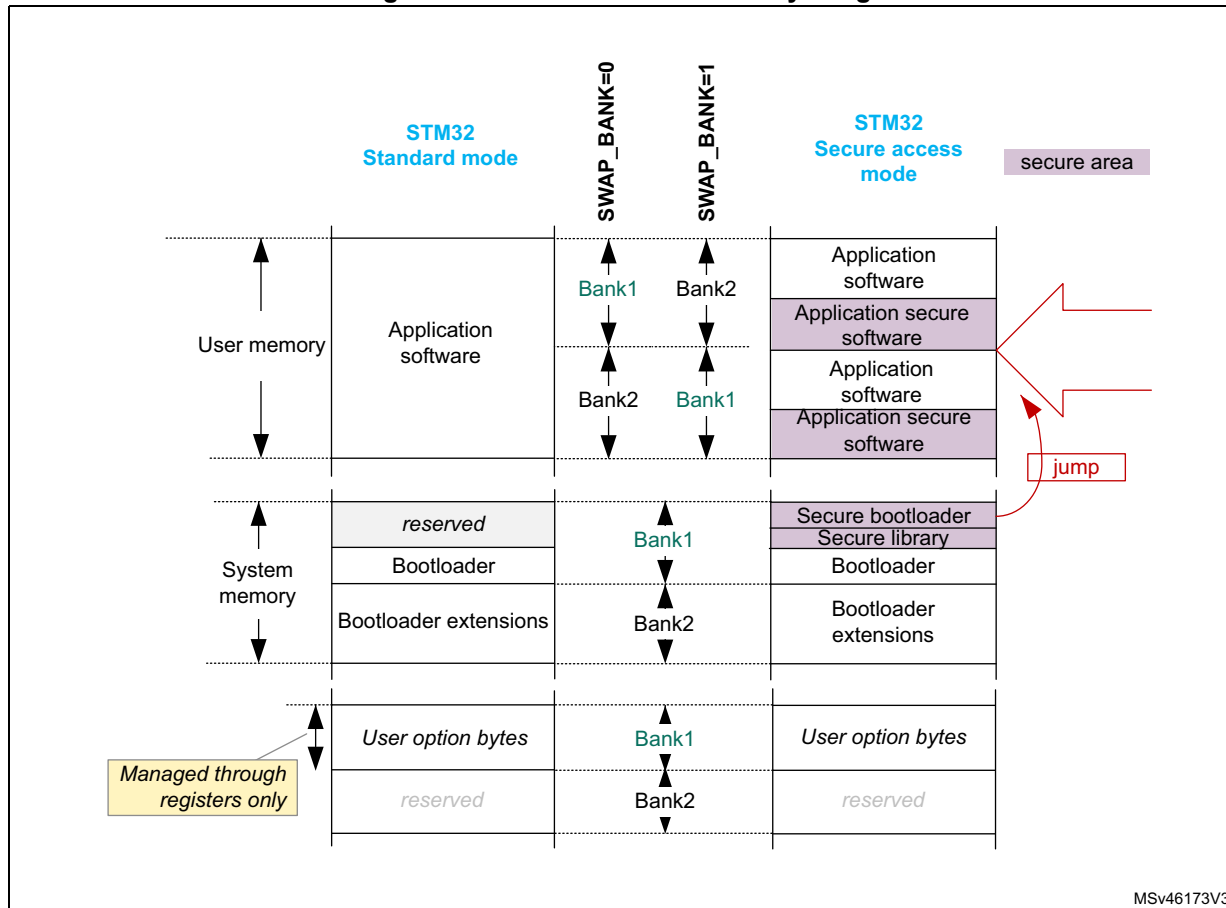 SWAP_BANK=0
SWAP_BANK=1
STM32
Standard mode
STM32
Secure access
mode
secure area
User memory
Application
software
Bank1
Bank2
Bank2
Bank1
Application
software
Application secure
software
Application
software
Application secure
software
jump
System
memory
reserved
Bootloader
Bootloader extensions
Bank1
Bank2
Secure bootloader
Secure library
Bootloader
Bootloader
extensions
Managed through
registers only
User option bytes
reserved
Bank1
Bank2
User option bytes
reserved
MSv46173V3